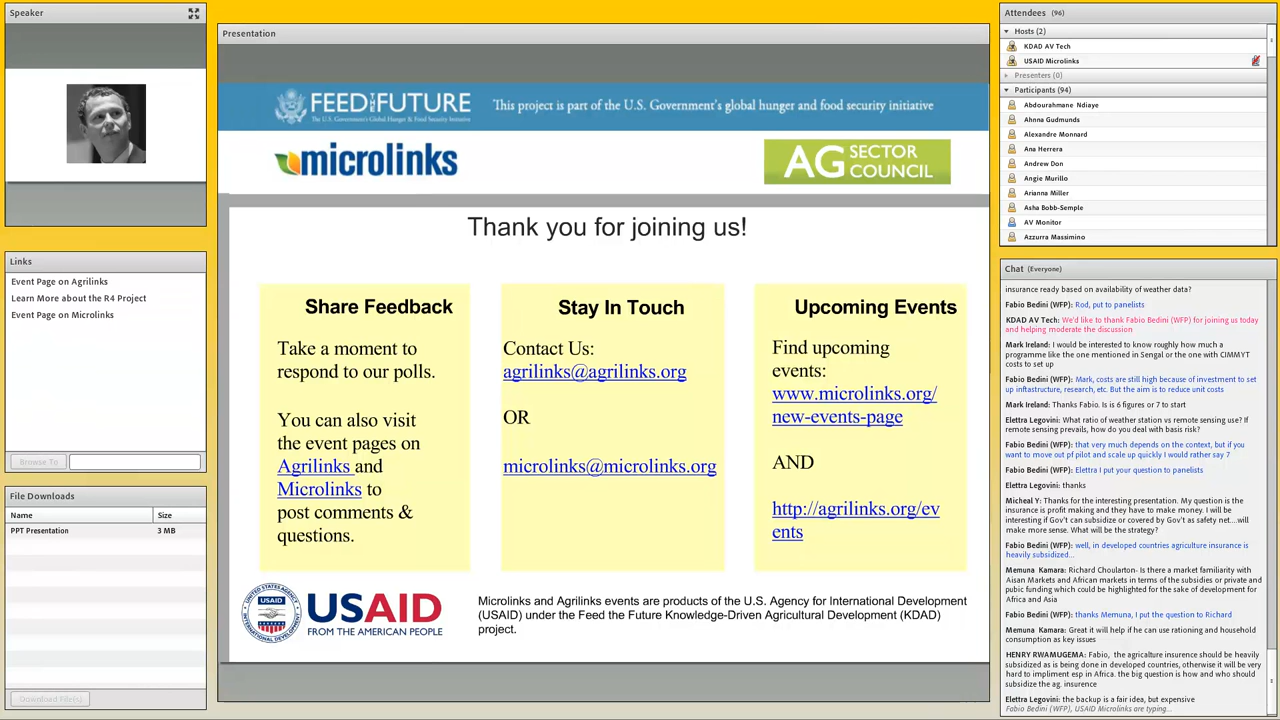 Speaker
Links
Event Page on Agrilinks
Learn More about the R4 Project
Event Page on Microlinks
Browse To
File Downloads
Name Size
PPT Presentation 3 MB
Download File(s)
Presentation
FEED THE FUTURE
The U.S. Government's Global Hunger & Food Security Initiative
This project is part of the U.S. Government's global hunger and food security initiative
microlinks
AG SECTOR
COUNCIL
Thank you for joining us!
Share Feedback
Take a moment to
respond to our polls.
You can also visit
the event pages on
Agrilinks and
Microlinks to
post comments &
questions.
Stay In Touch
Contact Us:
agrilinks@agrilinks.org
OR
microlinks@microlinks.org
Upcoming Events
Find upcoming
events:
www.microlinks.org/
new-events-page
AND
http://agrilinks.org/ev
ents
USAID
USAID
FROM THE AMERICAN PEOPLE
Microlinks and Agrilinks events are products of the U.S. Agency for International Development
(USAID) under the Feed the Future Knowledge-Driven Agricultural Development (KDAD)
project.
Attendees (96)
Hosts (2)
KDAD AV Tech
USAID Microlinks
Presenters (0)
Participants (94)
Abdourahmane Ndiaye
Ahnna Gudmunds
Alexandre Monnard
Ana Herrera
Andrew Don
Angie Murillo
Arianna Miller
Asha Bobb-Semple
AV Monitor
Azzurra Massimino
Chat (Everyone)
insurance ready based on availability of weather data?
Fabio Bedini (WFP): Rod, put to panelists
KDAD AV Tech: We'd like to thank Fabio Bedini (WFP) for joining us today
and helping moderate the discussion
Mark Ireland: I would be interested to know roughly how much a
programme like the one mentioned in Sengal or the one with CIMMYT
costs to set up
Fabio Bedini (WFP): Mark, costs are still high because of investment to set
up inftastructure, research, etc. But the aim is to reduce unit costs
Mark Ireland: Thanks Fabio. Is is 6 figures or 7 to start
Elettra Legovini: What ratio of weather station vs remote sensing use? If
remote sensing prevails, how do you deal with basis risk?
Fabio Bedini (WFP): that very much depends on the context, but if you
want to move out pf pilot and scale up quickly I would rather say 7
Fabio Bedini (WFP): Elettra I put your question to panelists
Elettra Legovini: thanks
Micheal Y: Thanks for the interesting presentation. My question is the
insurance is profit making and they have to make money. I will be
interesting if Gov't can subsidize or covered by Gov't as safety net....will
make more sense. What will be the strategy?
Fabio Bedini (WFP): well, in developed countries agriculture insurance is
heavily subsidized...
Memuna Kamara: Richard Choularton- Is there a market familiarity with
Aisan Markets and African markets in terms of the subsidies or private and
pubic funding which could be highlighted for the sake of development for
Africa and Asia
Fabio Bedini (WFP): thanks Memuna, I put the question to Richard
Memuna Kamara: Great it will help if he can use rationing and household
consumption as key issues
HENRY RWAMUGEMA: Fabio, the agricalture insurence should be heavily
subsidized as is being done in developed countries, otherwise it will be very
hard to impliment esp in Africa. the big question is how and who should
subsidize the ag. insurence
Elettra Legovini: the backup is a fair idea, but expensive
Fabio Bedini (WFP), USAID Microlinks are typing...